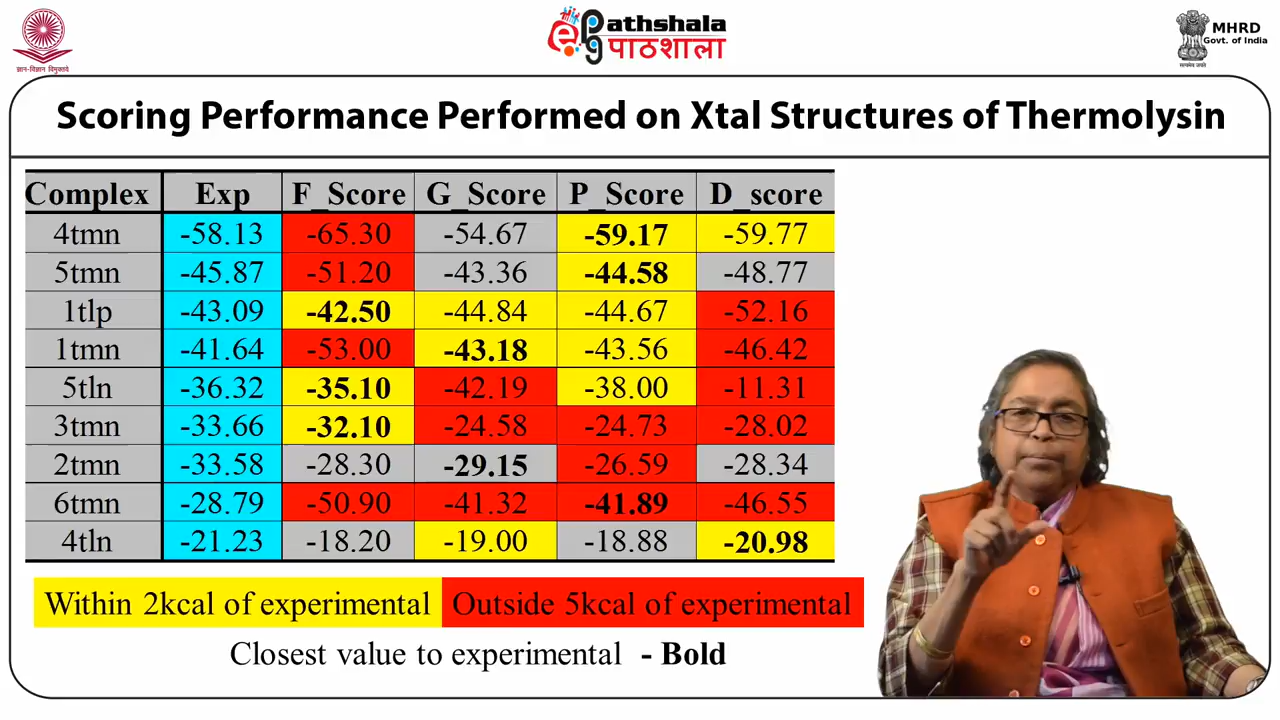 ज्ञान-विज्ञान विमुक्तये
epathshala
पाठशाला
सत्यमेव जयते
MHRD
Govt. of India
Scoring Performance Performed on Xtal Structures of Thermolysin
Complex Exp F_Score G_Score P_Score D_score
4tmn -58.13 -65.30 -54.67 -59.17 -59.77
5tmn -45.87 -51.20 -43.36 -44.58 -48.77
1tlp -43.09 -42.50 -44.84 -44.67 -52.16
1tmn -41.64 -53.00 -43.18 -43.56 -46.42
5tln -36.32 -35.10 -42.19 -38.00 -11.31
3tmn -33.66 -32.10 -24.58 -24.73 -28.02
2tmn -33.58 -28.30 -29.15 -26.59 -28.34
6tmn -28.79 -50.90 -41.32 -41.89 -46.55
4tln -21.23 -18.20 -19.00 -18.88 -20.98
Within 2kcal of experimental Outside 5kcal of experimental
Closest value to experimental - Bold